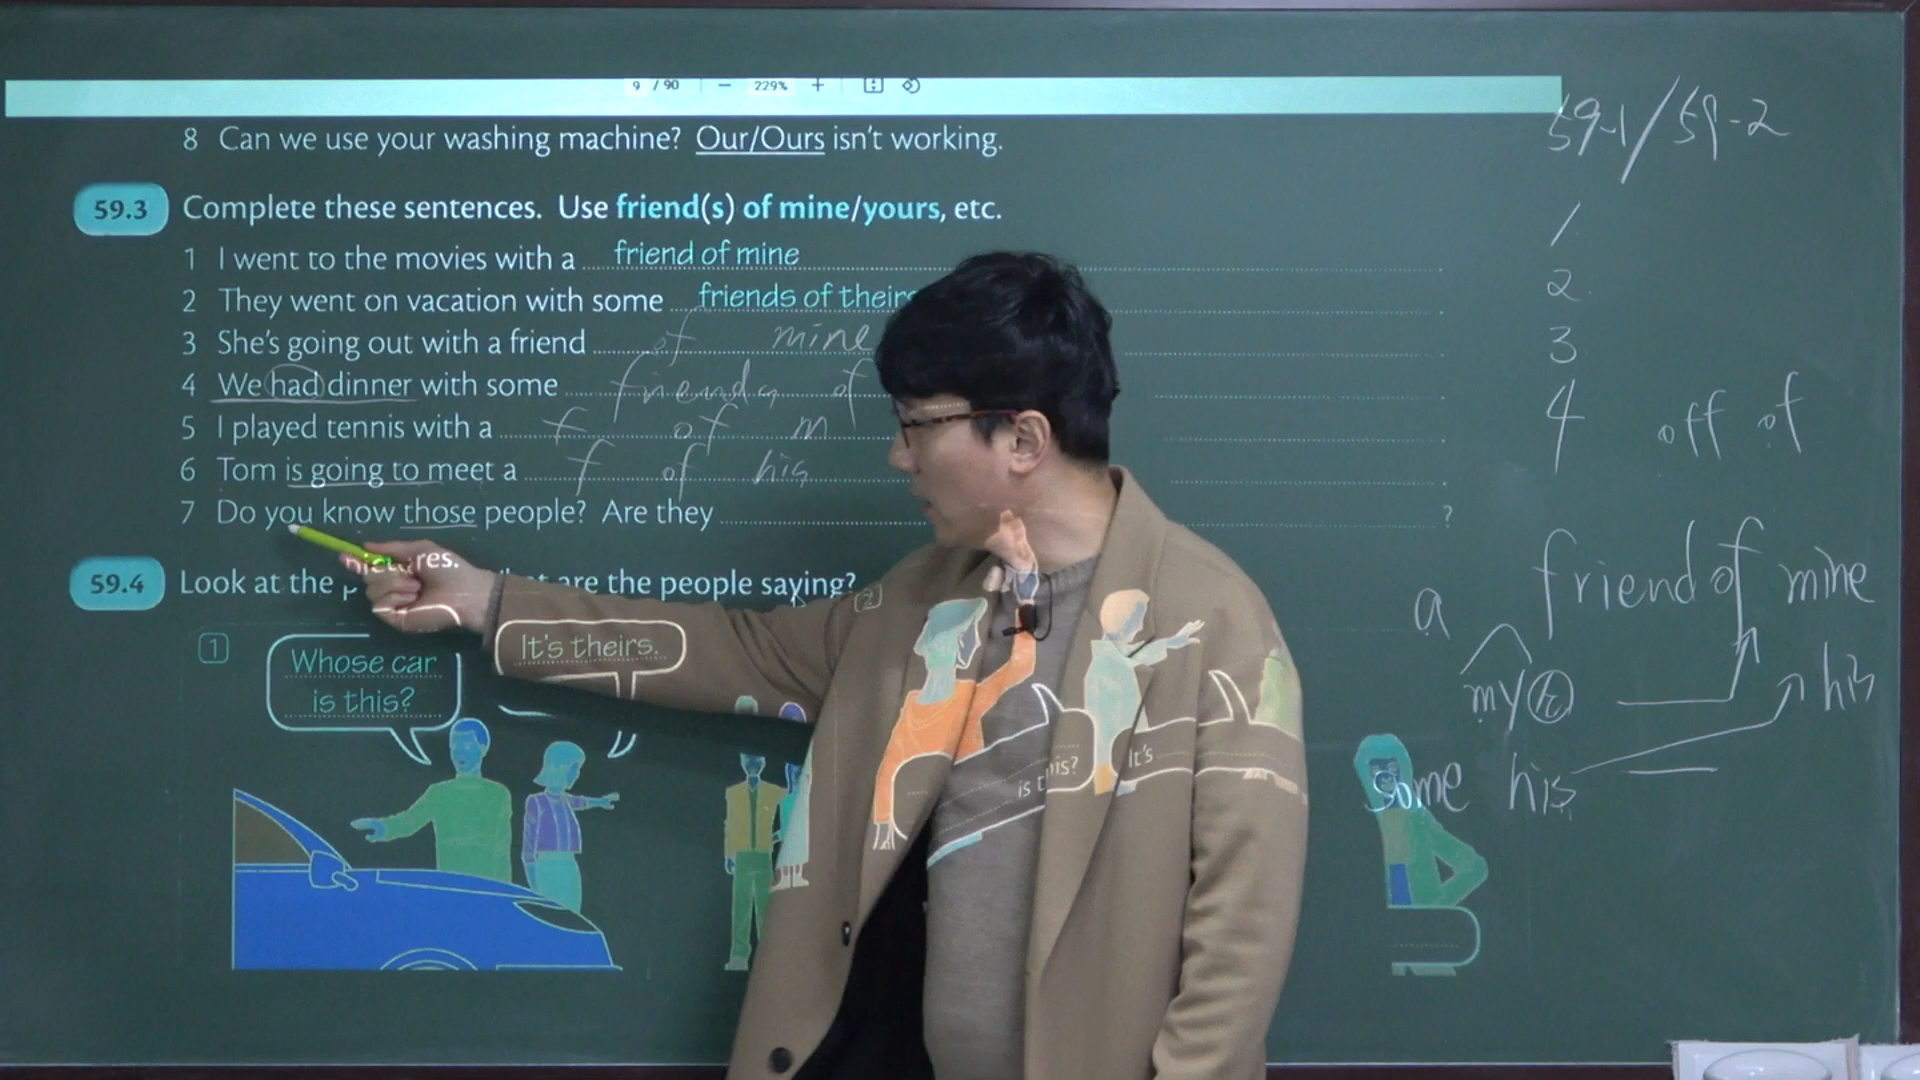 9 / 90 — 229% +
8 Can we use your washing machine? Our/Ours isn't working.
59.3 Complete these sentences. Use friend(s) of mine/yours, etc.
1 I went to the movies with a friend of mine
2 They went on vacation with some friends of theirs
3 She's going out with a friend of mine
4 We had dinner with some friends of
5 I played tennis with a f of m
6 Tom is going to meet a f of his
7 Do you know those people? Are they ?
59.4 Look at the pictures. What are the people saying?
1
Whose car
is this?
It's theirs.
2
is this?
It's
59-1/59-2
1
2
3
4 off of
a friend of mine
my
his
some his